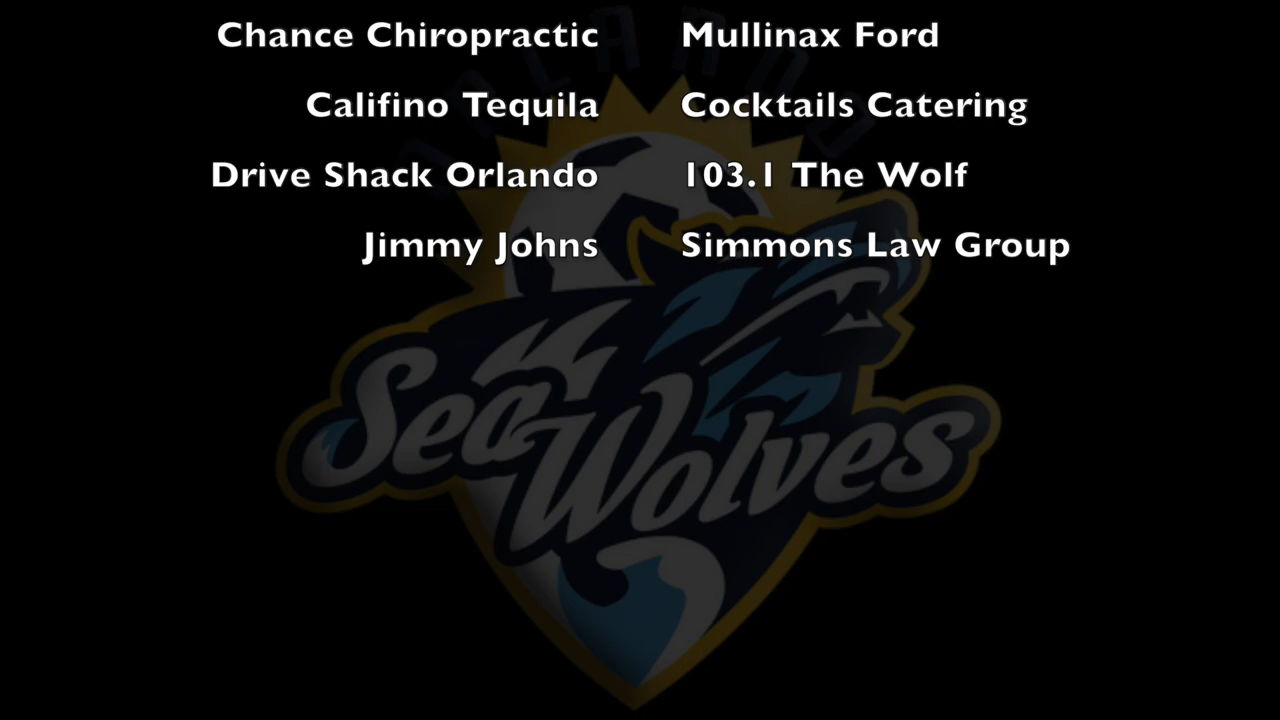 ORLANDO
Chance Chiropractic Mullinax Ford
Califino Tequila Cocktails Catering
Drive Shack Orlando 103.1 The Wolf
Jimmy Johns Simmons Law Group
Sea
Wolves